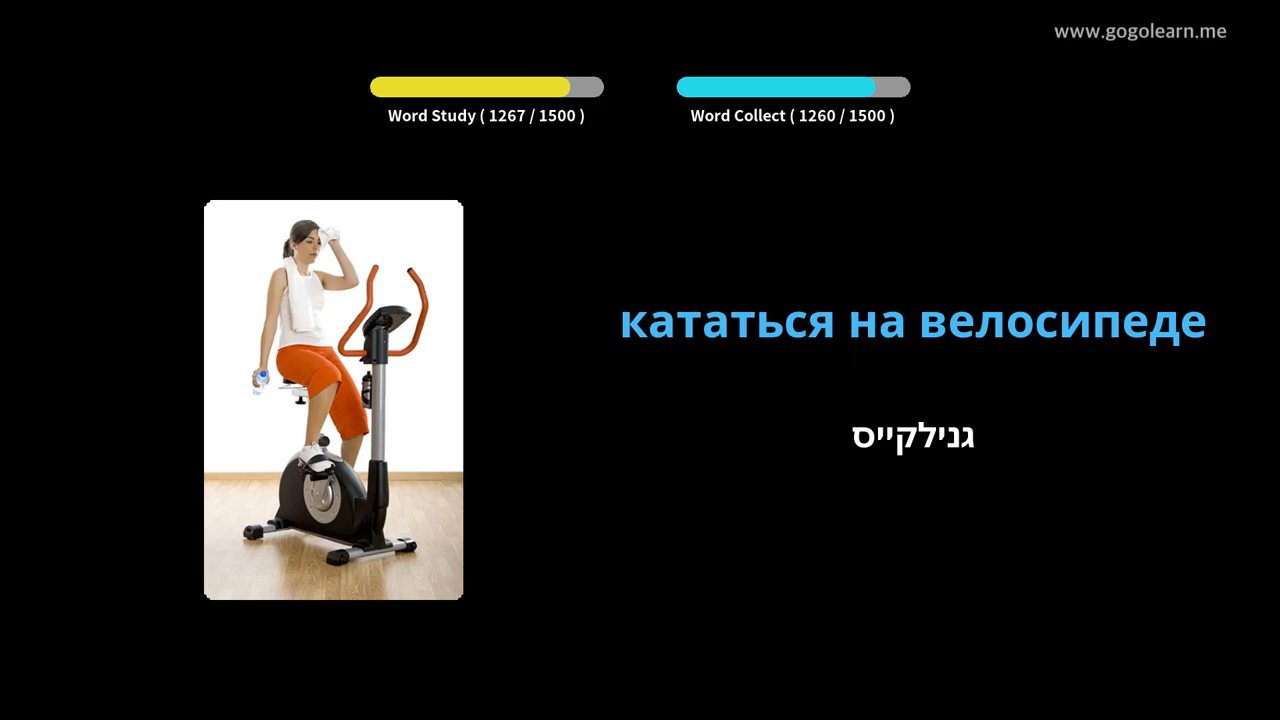 www.gogolearn.me
Word Study ( 1267 / 1500 )
Word Collect ( 1260 / 1500 )
кататься на велосипеде
גנילקייס